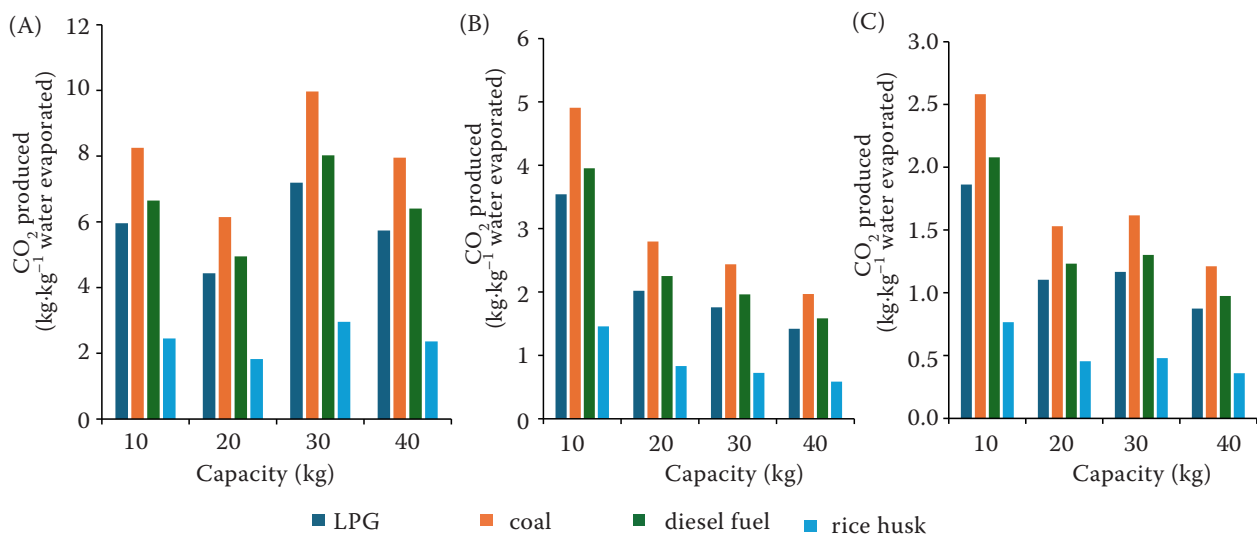 (A)
CO₂ produced
(kg·kg⁻¹ water evaporated)
12
10
8
6
4
2
0
10 20 30 40
Capacity (kg)
(B)
CO₂ produced
(kg·kg⁻¹ water evaporated)
6
5
4
3
2
1
0
10 20 30 40
Capacity (kg)
(C)
CO₂ produced
(kg·kg⁻¹ water evaporated)
3.0
2.5
2.0
1.5
1.0
0.5
0.0
10 20 30 40
Capacity (kg)
LPG coal diesel fuel rice husk